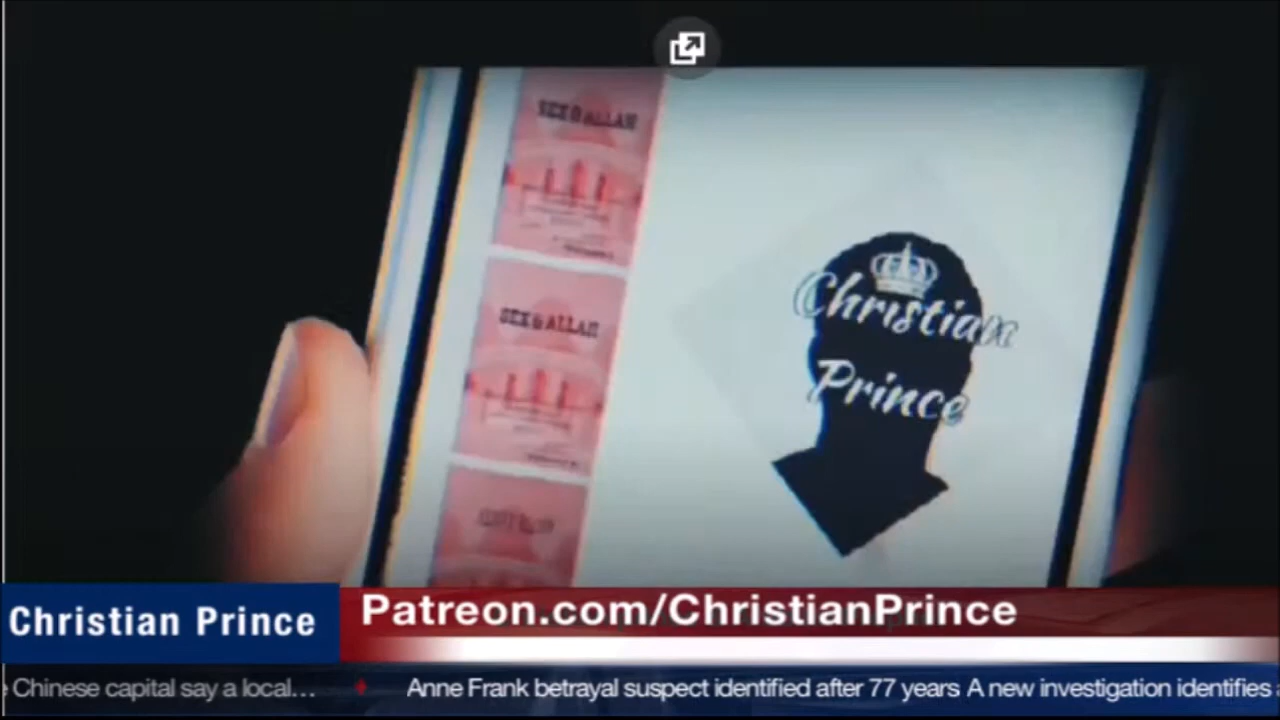 SEX & ALLAH
SEX & ALLAH
Christian
Prince
Christian Prince
Patreon.com/ChristianPrince
Chinese capital say a local...
Anne Frank betrayal suspect identified after 77 years A new investigation identifies